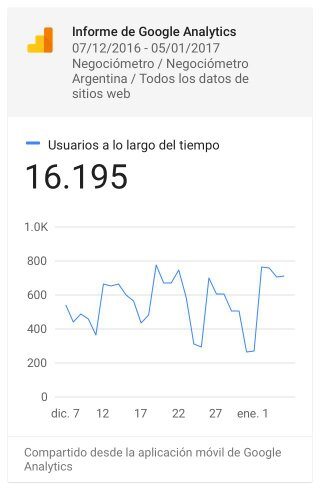 Informe de Google Analytics
07/12/2016 - 05/01/2017
Negociómetro / Negociómetro
Argentina / Todos los datos de
sitios web
Usuarios a lo largo del tiempo
16.195
1.0K
800
600
400
200
0
dic. 7 12 17 22 27 ene. 1
Compartido desde la aplicación móvil de Google
Analytics